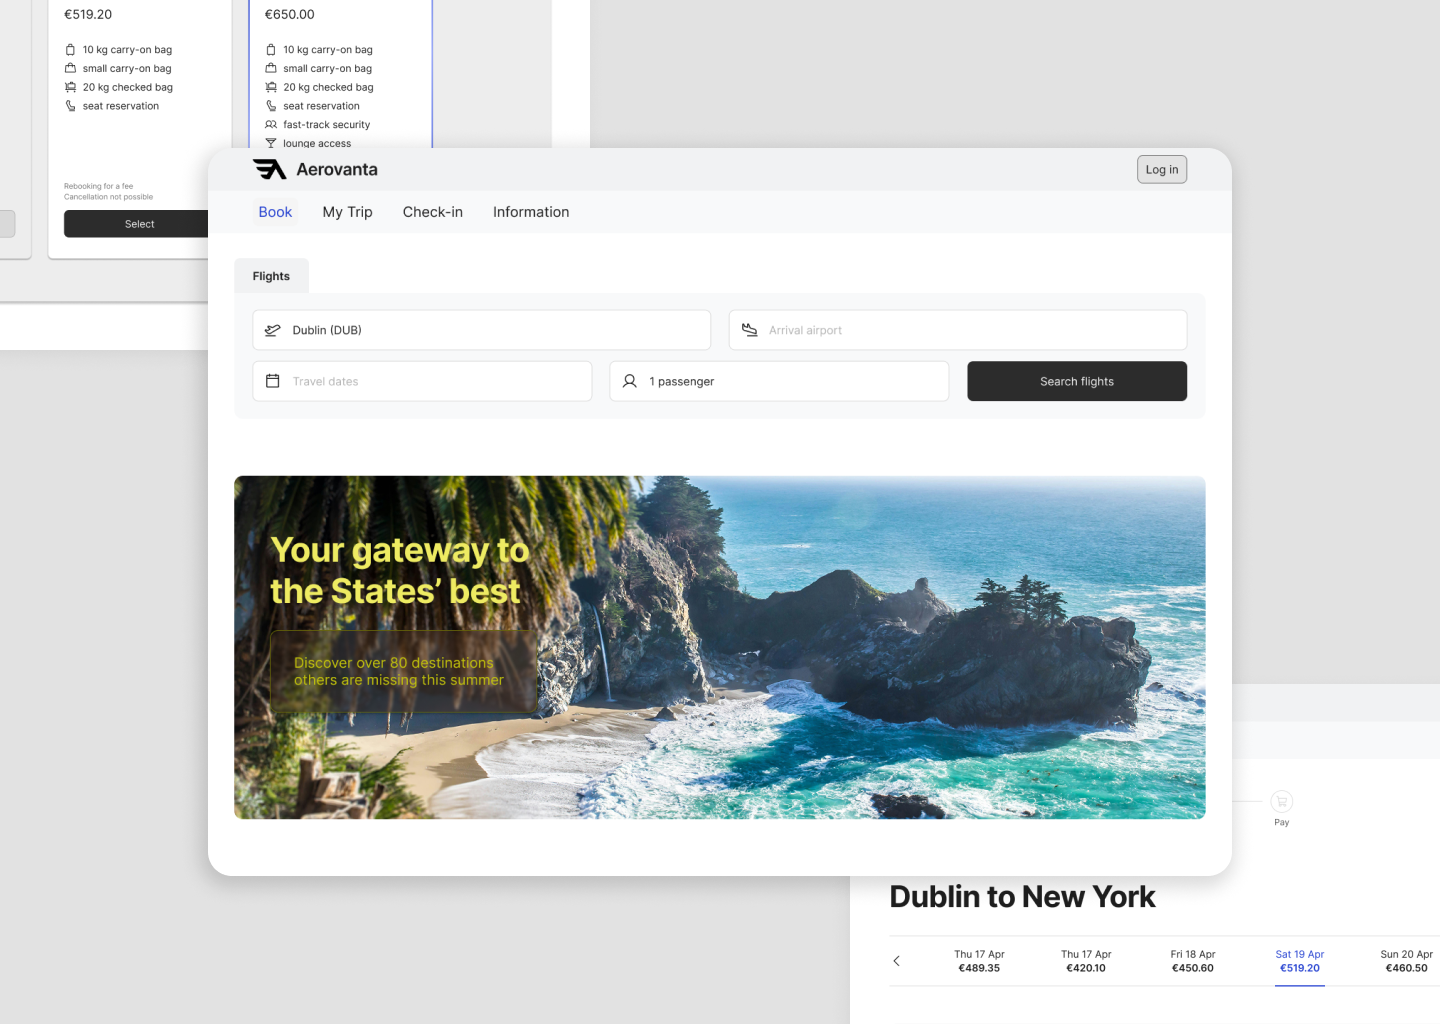 €519.20
10 kg carry-on bag
small carry-on bag
20 kg checked bag
seat reservation
Rebooking for a fee
Cancellation not possible
Select
€650.00
10 kg carry-on bag
small carry-on bag
20 kg checked bag
seat reservation
fast-track security
lounge access
Aerovanta
Log in
Book
My Trip
Check-in
Information
Flights
Dublin (DUB)
Arrival airport
Travel dates
1 passenger
Search flights
Your gateway to
the States’ best
Discover over 80 destinations
others are missing this summer
Pay
Dublin to New York
Thu 17 Apr
€489.35
Thu 17 Apr
€420.10
Fri 18 Apr
€450.60
Sat 19 Apr
€519.20
Sun 20 Apr
€460.50